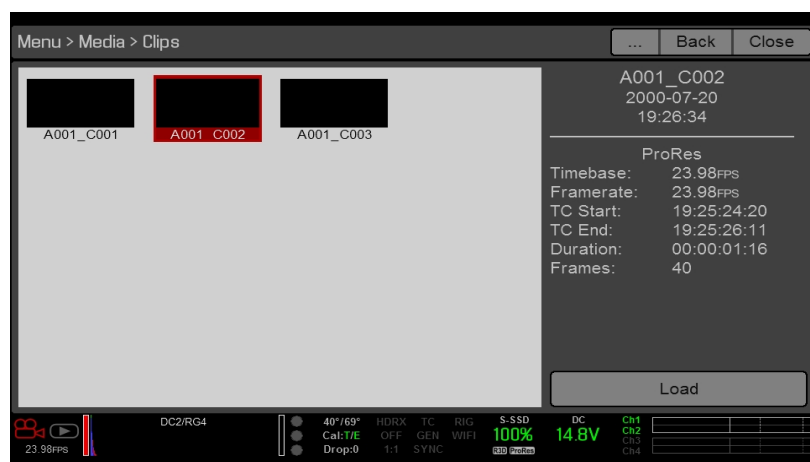 Menu > Media > Clips ... Back Close
A001_C001 A001_C002 A001_C003
A001_C002
2000-07-20
19:26:34
ProRes
Timebase: 23.98FPS
Framerate: 23.98FPS
TC Start: 19:25:24:20
TC End: 19:25:26:11
Duration: 00:00:01:16
Frames: 40
Load
DC2/RG4 40°/69° HDRX TC RIG S-SSD DC Ch1
Cal:T/E OFF GEN WIFI 100% 14.8V Ch2
23.98FPS Drop:0 1:1 SYNC R3D ProRes Ch3
Ch4